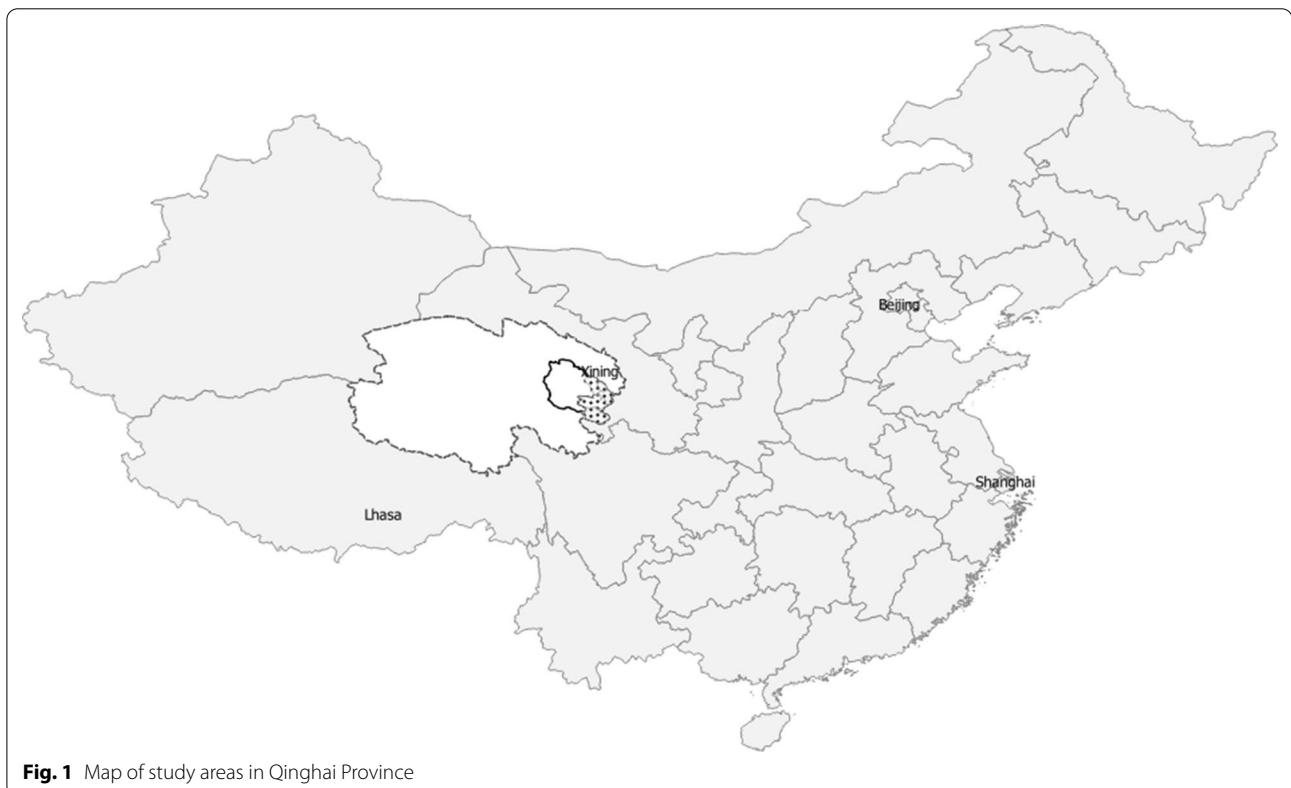 Beijing
Xining
Shanghai
Lhasa
Fig. 1 Map of study areas in Qinghai Province